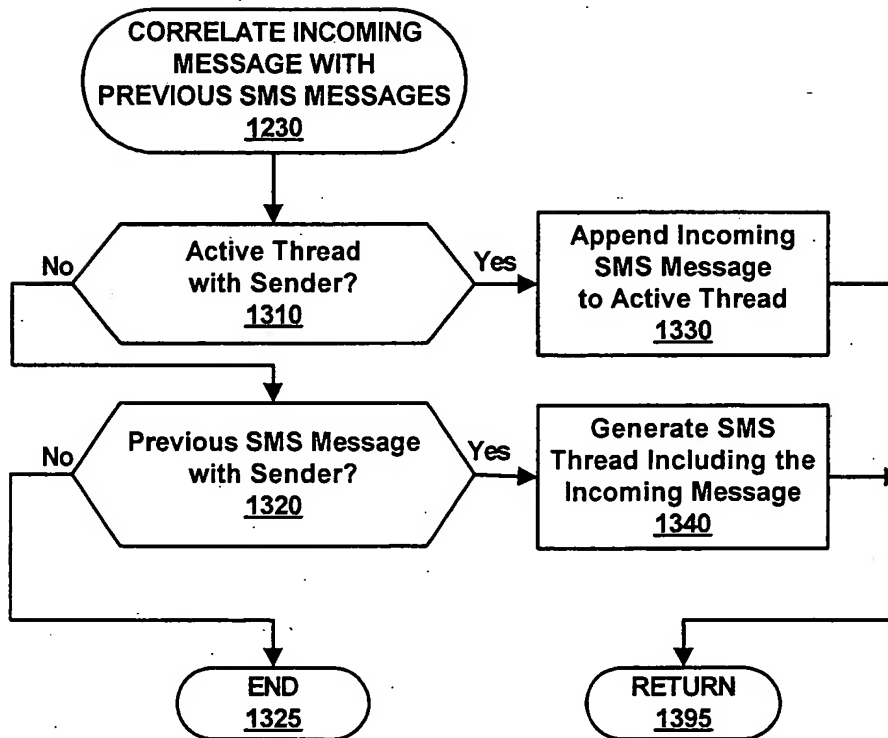 CORRELATE INCOMING
MESSAGE WITH
PREVIOUS SMS MESSAGES
1230
No
Active Thread
with Sender?
1310
Yes
Append Incoming
SMS Message
to Active Thread
1330
No
Previous SMS Message
with Sender?
1320
Yes
Generate SMS
Thread Including the
Incoming Message
1340
END
1325
RETURN
1395